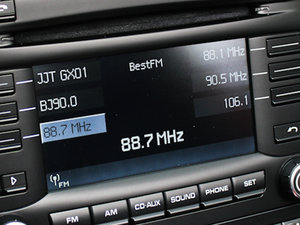 BestFM
JJT GX01
88.1 MHz
BJ90.0
90.5 MHz
88.7 MHz
106.1
88.7 MHz
FM
FM
AM
CD·AUX
SOUND
PHONE
SET